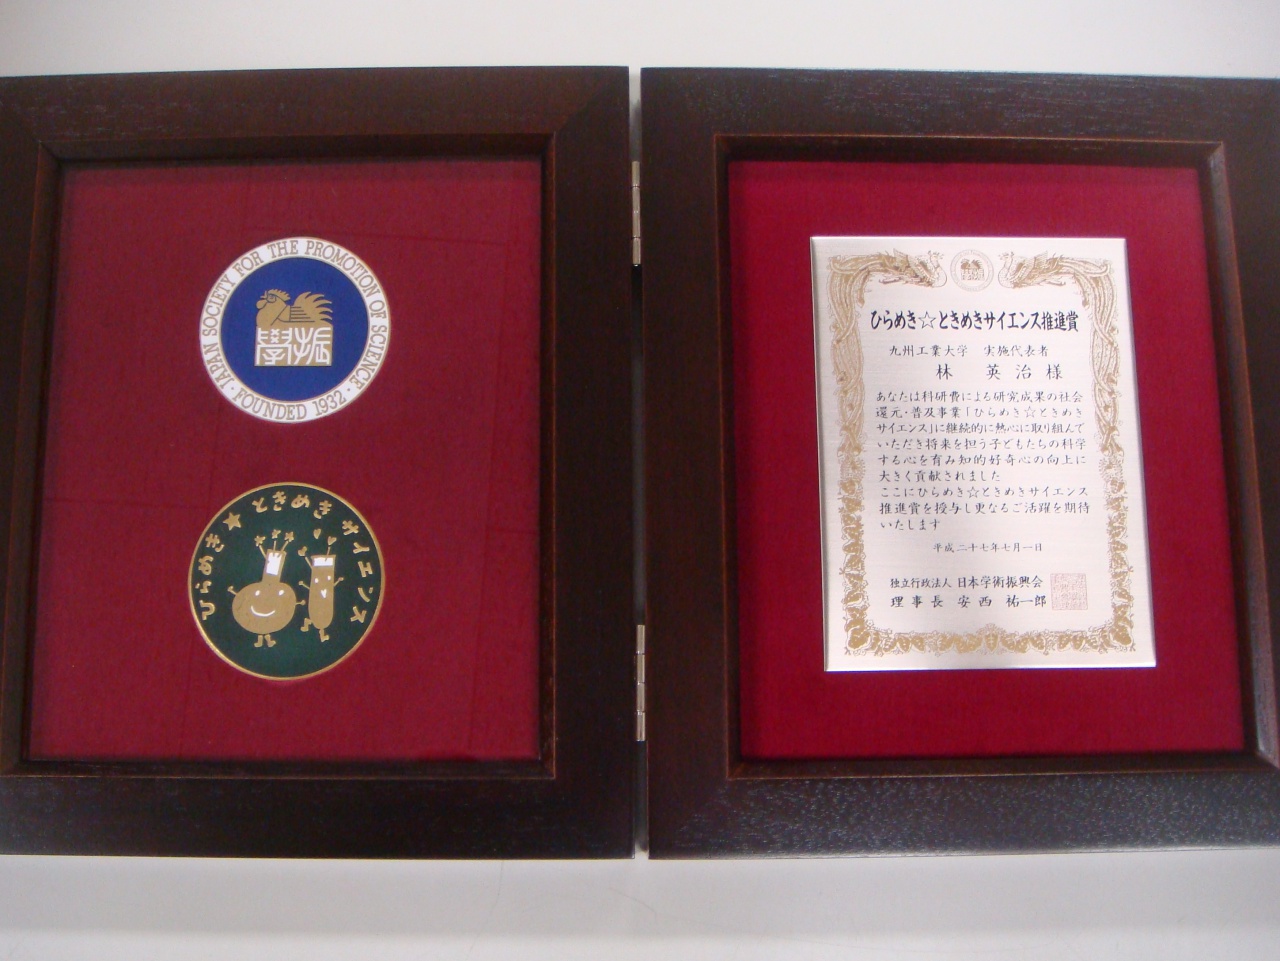 JAPAN SOCIETY FOR THE PROMOTION OF SCIENCE
・FOUNDED 1932・
學振
ひらめき★ときめきサイエンス
ひらめき☆ときめきサイエンス推進賞
九州工業大学 実施代表者
林 英治様
あなたは科研費による研究成果の社会
還元・普及事業「ひらめき☆ときめき
サイエンス」に継続的に熱心に取り組んで
いただき将来を担う子どもたちの科学
する心を育み知的好奇心の向上に
大きく貢献されました
ここにひらめき☆ときめきサイエンス
推進賞を授与し更なるご活躍を期待
いたします
平成二十七年七月一日
独立行政法人 日本学術振興会
理事長 安西 祐一郎